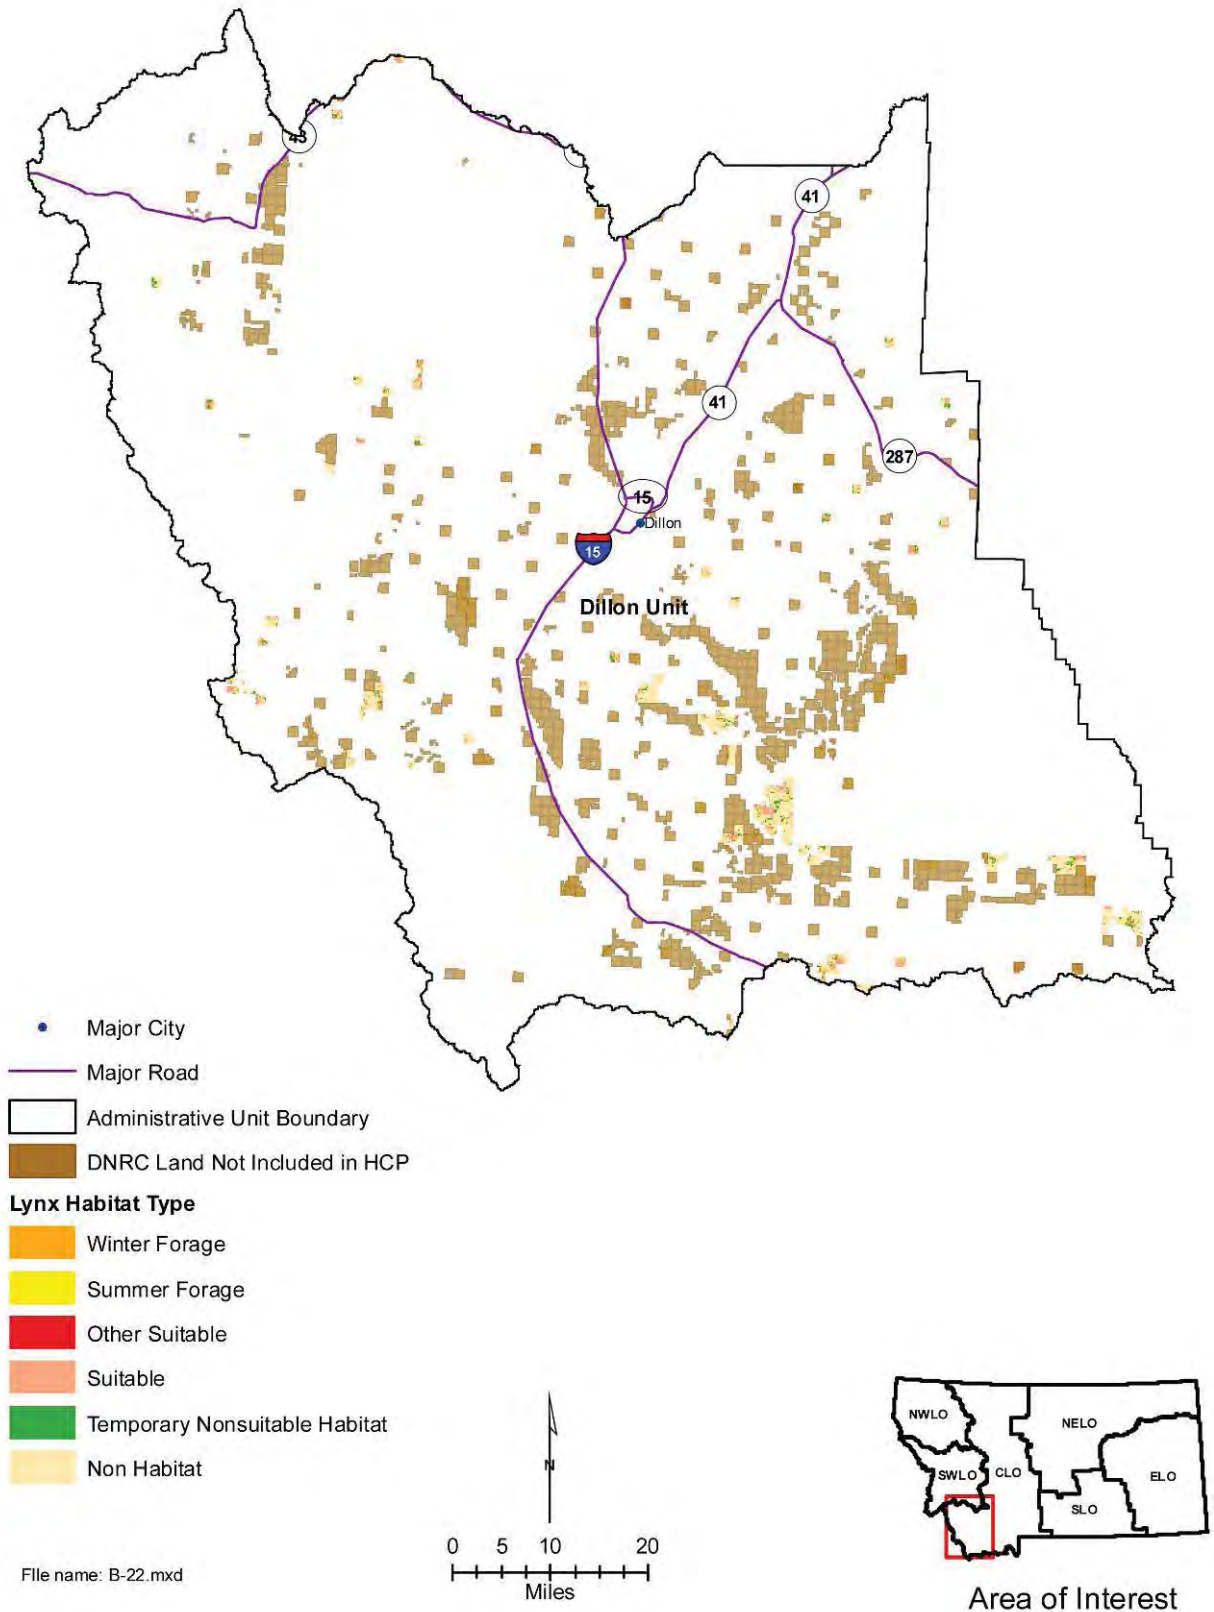 43
41
41
287
15
Dillon
15
Dillon Unit
Major City
Major Road
Administrative Unit Boundary
DNRC Land Not Included in HCP
Lynx Habitat Type
Winter Forage
Summer Forage
Other Suitable
Suitable
Temporary Nonsuitable Habitat
Non Habitat
N
0 5 10 20
Miles
File name: B-22.mxd
NWLO
NELO
SWLO
CLO
ELO
SLO
Area of Interest